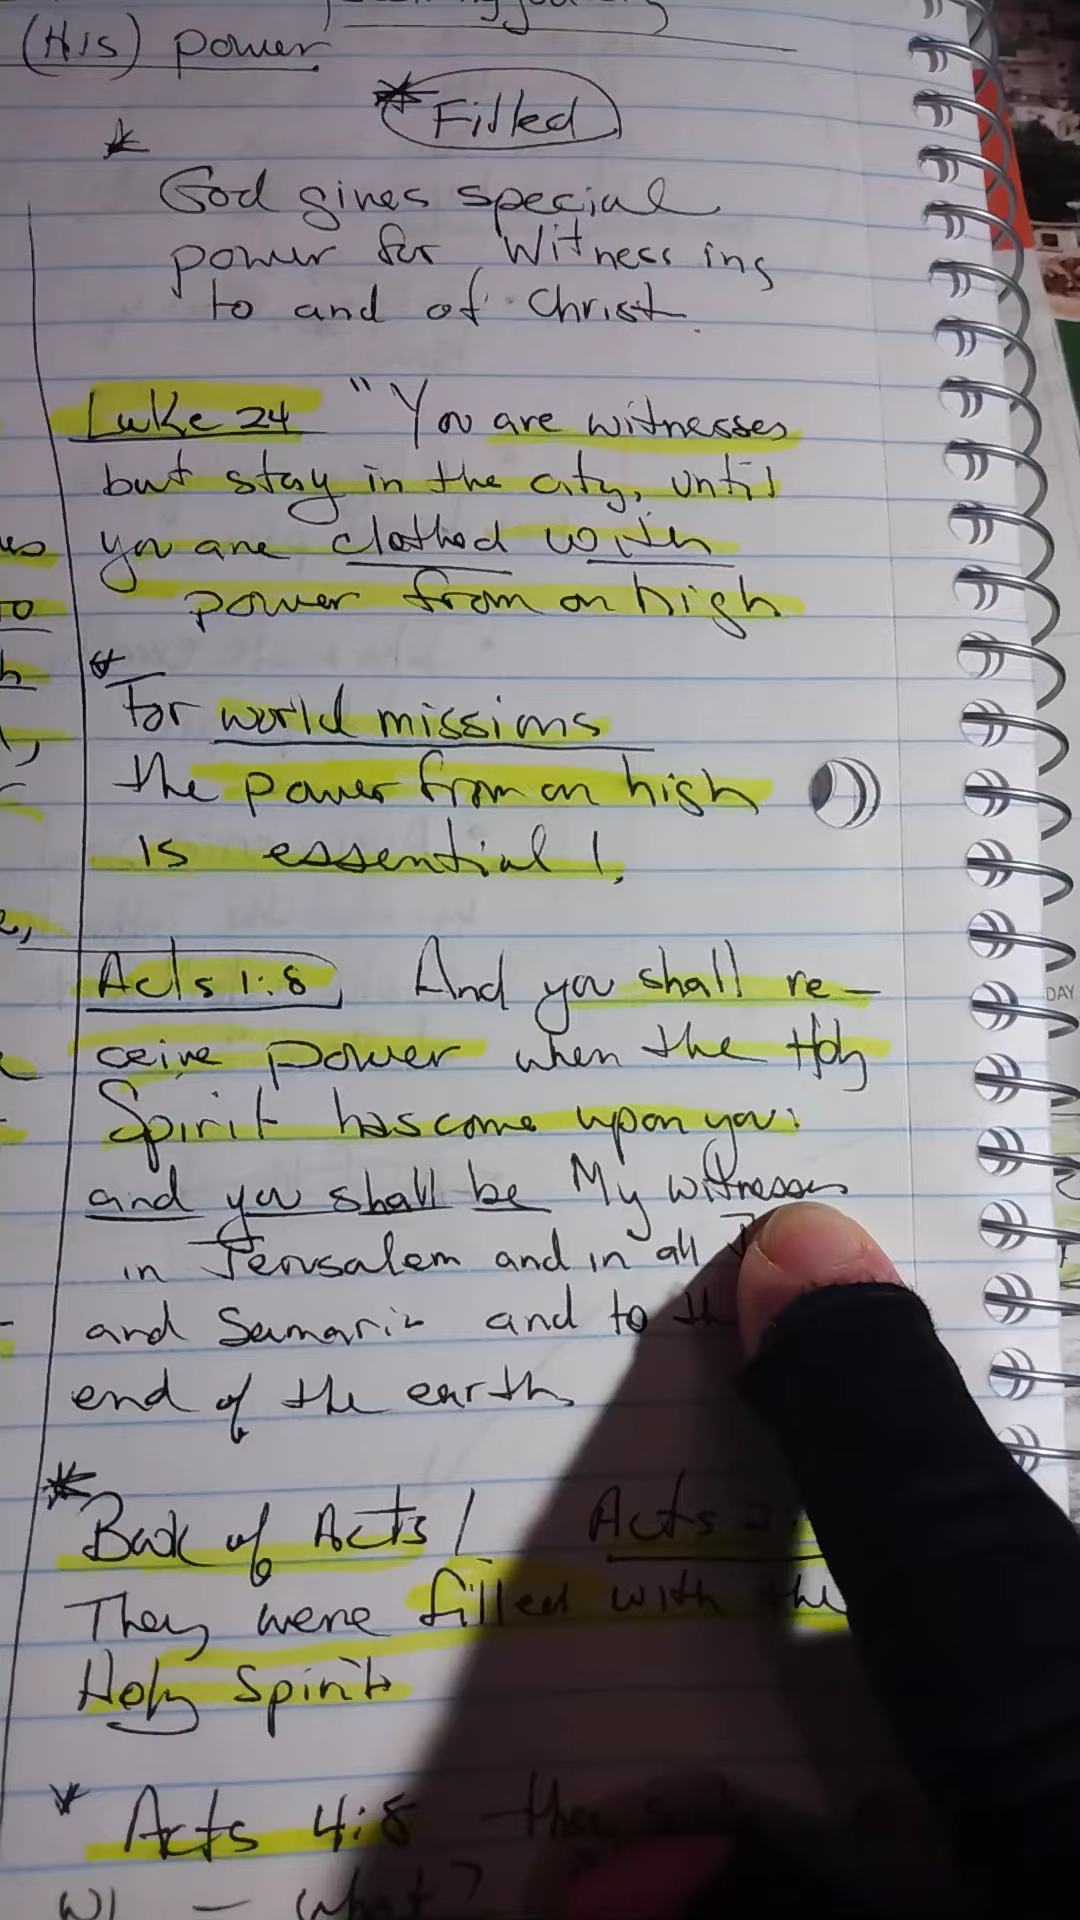 (His) power
* Filled
*
God gives special
power for Witnessing
to and of Christ.
Luke 24 "You are witnesses
but stay in the city, until
you are clothed with
power from on high
* For world missions
the power from on high
is essential!
Acts 1:8 And you shall re-
ceive power when the Holy
Spirit has come upon you:
and you shall be My witnesses
in Jerusalem and in all
and Samaria and to
end of the earth
* Book of Acts! Acts
They were filled with the
Holy Spirit
* Acts 4:8
- what?
DAY